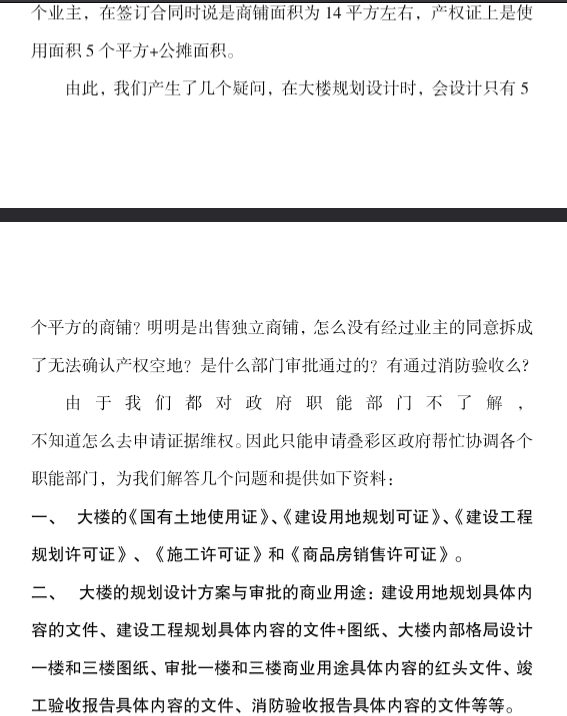 个业主，在签订合同时说是商铺面积为 14 平方左右，产权证上是使
用面积 5 个平方+公摊面积。
由此，我们产生了几个疑问，在大楼规划设计时，会设计只有 5
个平方的商铺？明明是出售独立商铺，怎么没有经过业主的同意拆成
了无法确认产权空地？是什么部门审批通过的？有通过消防验收么？
由于我们都对政府职能部门不了解，
不知道怎么去申请证据维权。因此只能申请叠彩区政府帮忙协调各个
职能部门，为我们解答几个问题和提供如下资料：
一、 大楼的《国有土地使用证》、《建设用地规划可证》、《建设工程
规划许可证》、《施工许可证》和《商品房销售许可证》。
二、 大楼的规划设计方案与审批的商业用途：建设用地规划具体内
容的文件、建设工程规划具体内容的文件+图纸、大楼内部格局设计
一楼和三楼图纸、审批一楼和三楼商业用途具体内容的红头文件、竣
工验收报告具体内容的文件、消防验收报告具体内容的文件等等。